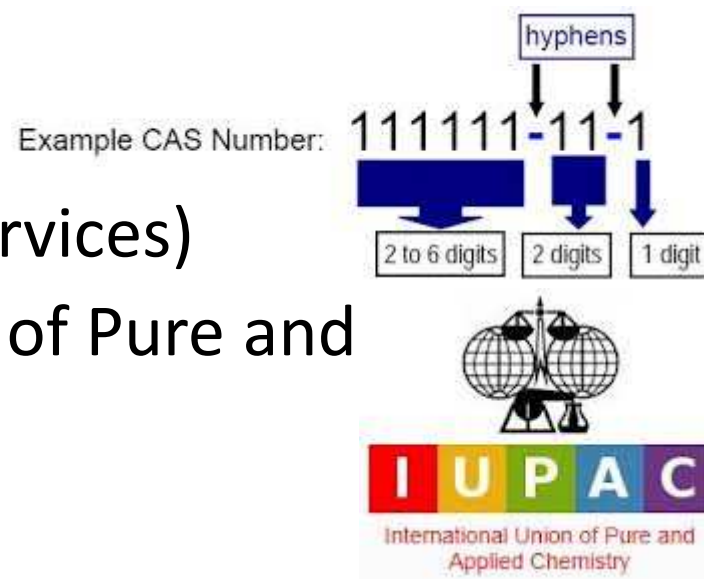 hyphens
Example CAS Number: 111111-11-1
2 to 6 digits 2 digits 1 digit
rvices)
of Pure and
IUPAC
International Union of Pure and
Applied Chemistry